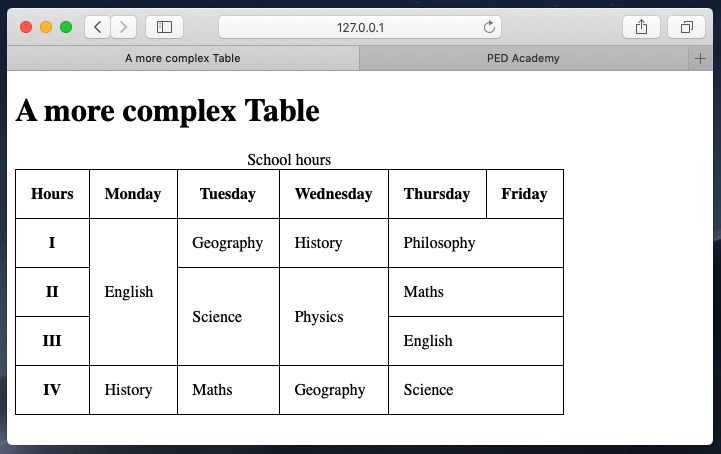 127.0.0.1
A more complex Table
PED Academy
A more complex Table
School hours
Hours Monday Tuesday Wednesday Thursday Friday
I Geography History Philosophy
II English Maths
Science Physics
III English
IV History Maths Geography Science